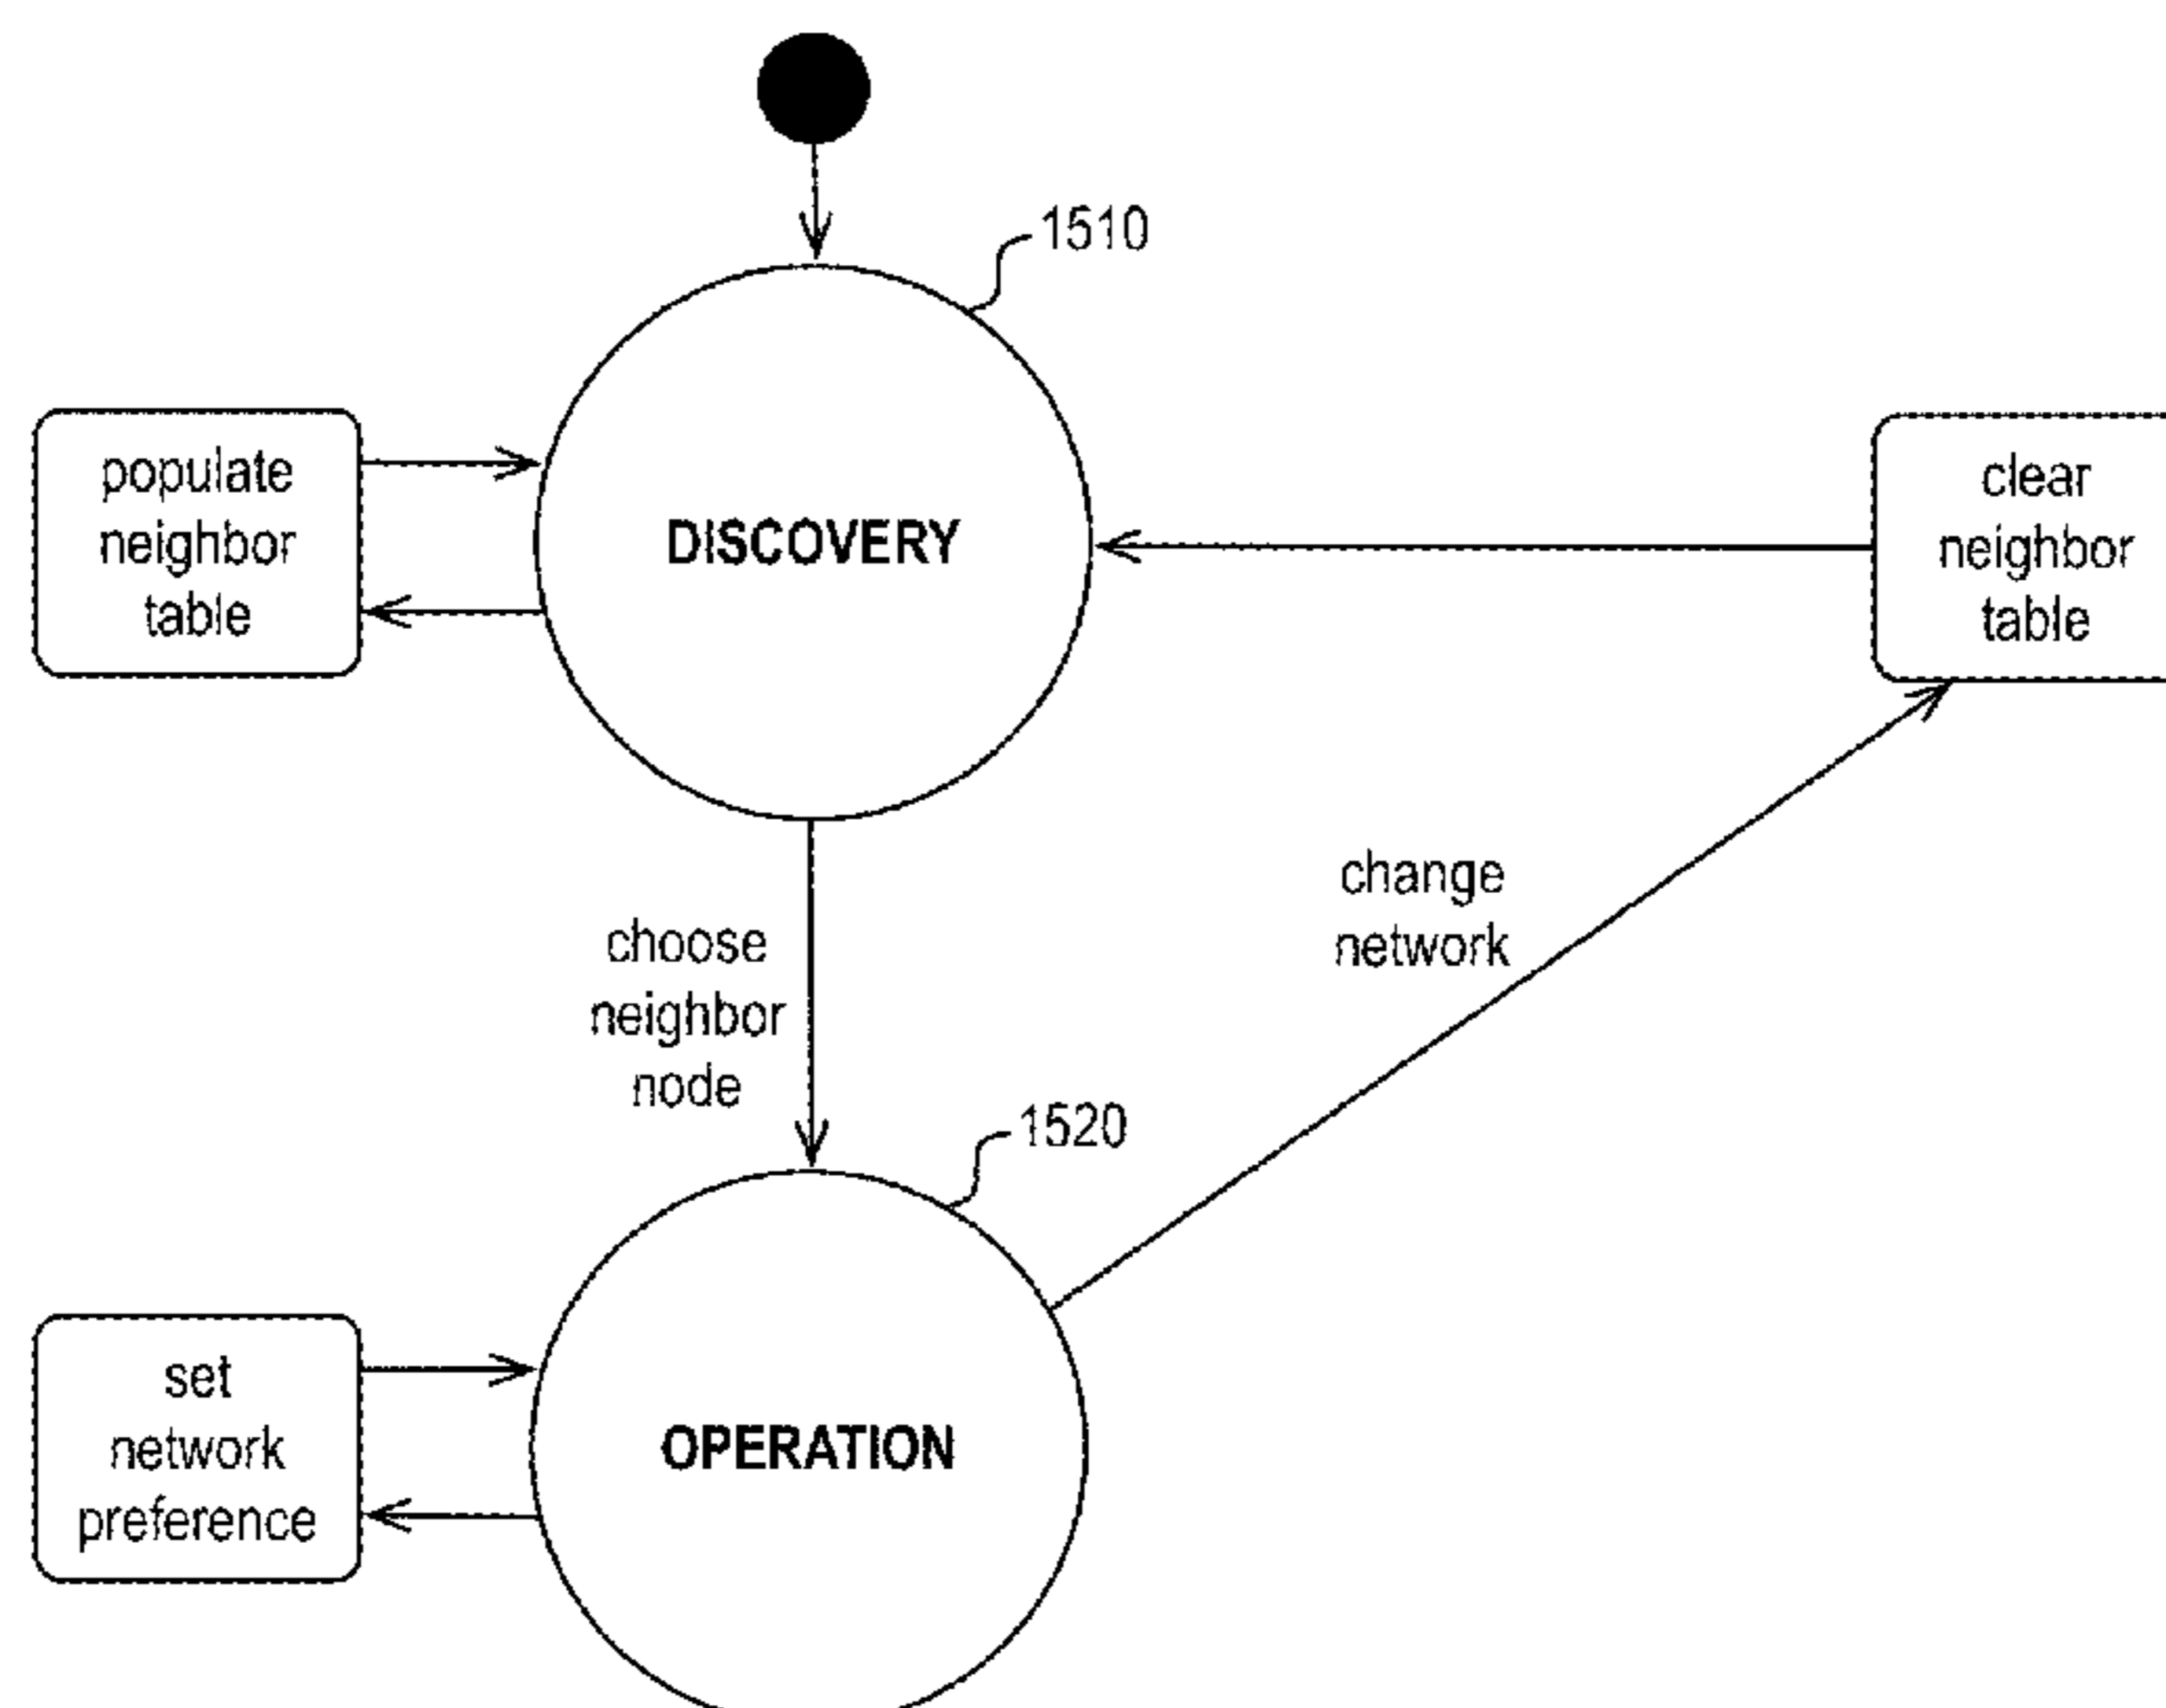 1510
populate
neighbor
table
DISCOVERY
clear
neighbor
table
change
network
choose
neighbor
node
1520
set
network
preference
OPERATION